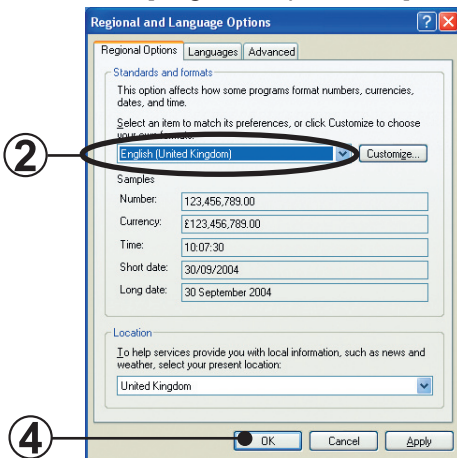 Regional and Language Options
Regional Options Languages Advanced
Standards and formats
This option affects how some programs format numbers, currencies,
dates, and time.
Select an item to match its preferences, or click Customize to choose
your own formats.
② English (United Kingdom) Customize...
Samples
Number: 123,456,789.00
Currency: £123,456,789.00
Time: 10:07:30
Short date: 30/09/2004
Long date: 30 September 2004
Location
To help services provide you with local information, such as news and
weather, select your present location:
United Kingdom
④ OK Cancel Apply